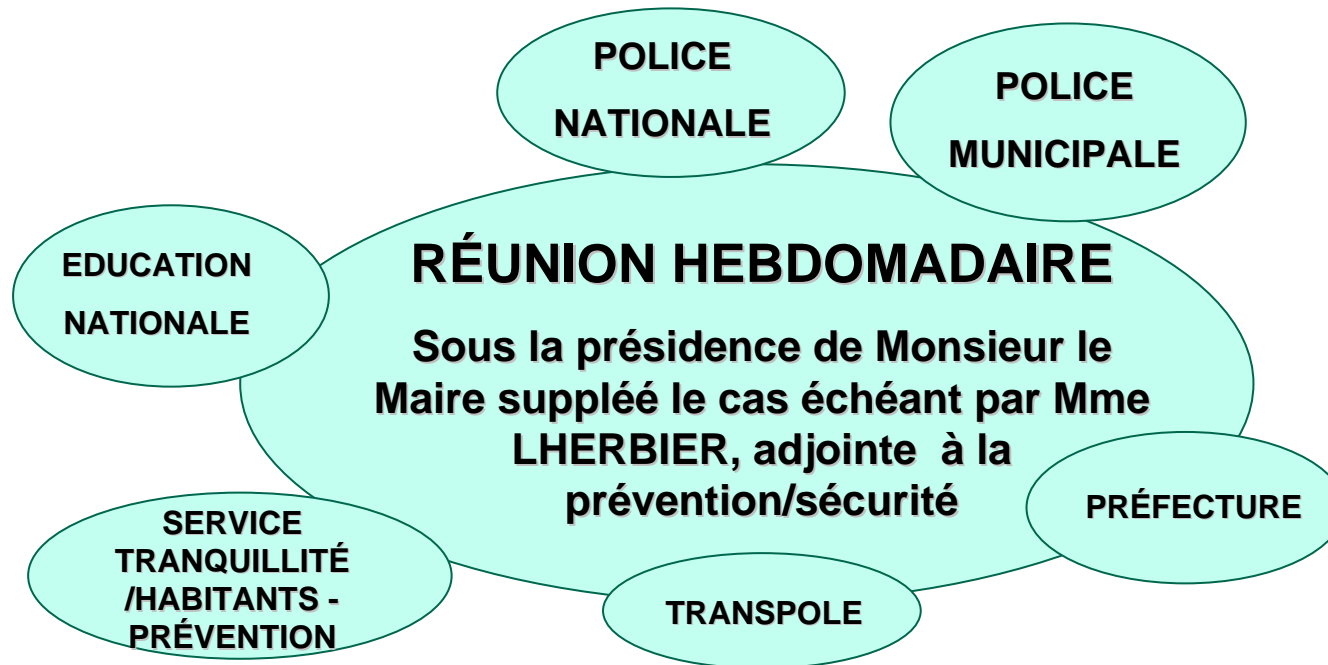 POLICE
NATIONALE
POLICE
MUNICIPALE
EDUCATION
NATIONALE
RÉUNION HEBDOMADAIRE
Sous la présidence de Monsieur le
Maire suppléé le cas échéant par Mme
LHERBIER, adjointe à la
prévention/sécurité
PRÉFECTURE
SERVICE
TRANQUILLITÉ
/HABITANTS -
PRÉVENTION
TRANSPOLE